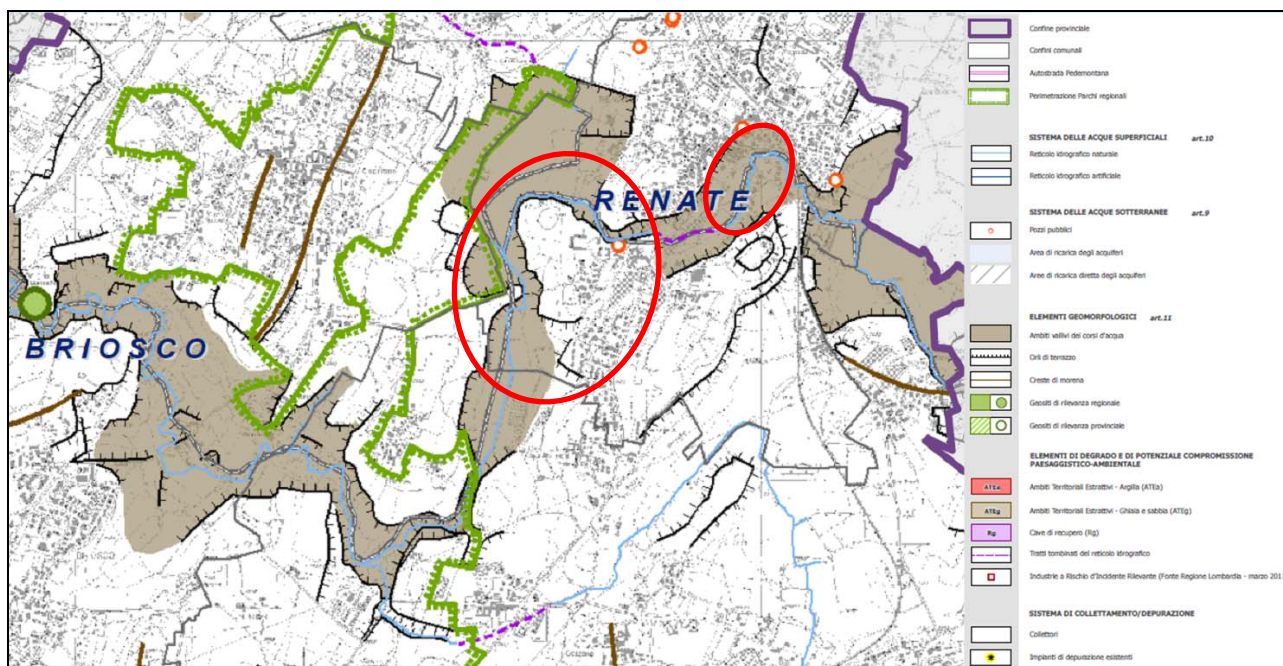 BRIOSCO
RENATE
Capriano
Confine provinciale
Confini comunali
Autostrada Pedemontana
Perimetrazione Parchi regionali
SISTEMA DELLE ACQUE SUPERFICIALI art.10
Reticolo idrografico naturale
Reticolo idrografico artificiale
SISTEMA DELLE ACQUE SOTTERRANEE art.9
Pozzi pubblici
Area di ricarica degli acquiferi
Aree di ricarica diretta degli acquiferi
ELEMENTI GEOMORFOLOGICI art.11
Ambiti vallivi dei corsi d'acqua
Orli di terrazzo
Creste di morena
Geositi di rilevanza regionale
Geositi di rilevanza provinciale
ELEMENTI DI DEGRADO E DI POTENZIALE COMPROMISSIONE
PAESAGGISTICO-AMBIENTALE
ATEa Ambiti Territoriali Estrattivi - Argilla (ATEa)
ATEg Ambiti Territoriali Estrattivi - Ghiaia e sabbia (ATEg)
Rg Cave di recupero (Rg)
Tratti tombinati del reticolo idrografico
Industrie a Rischio d'Incidente Rilevante (Fonte Regione Lombardia - marzo 201
SISTEMA DI COLLETTAMENTO/DEPURAZIONE
Collettori
Impianti di depurazione esistenti